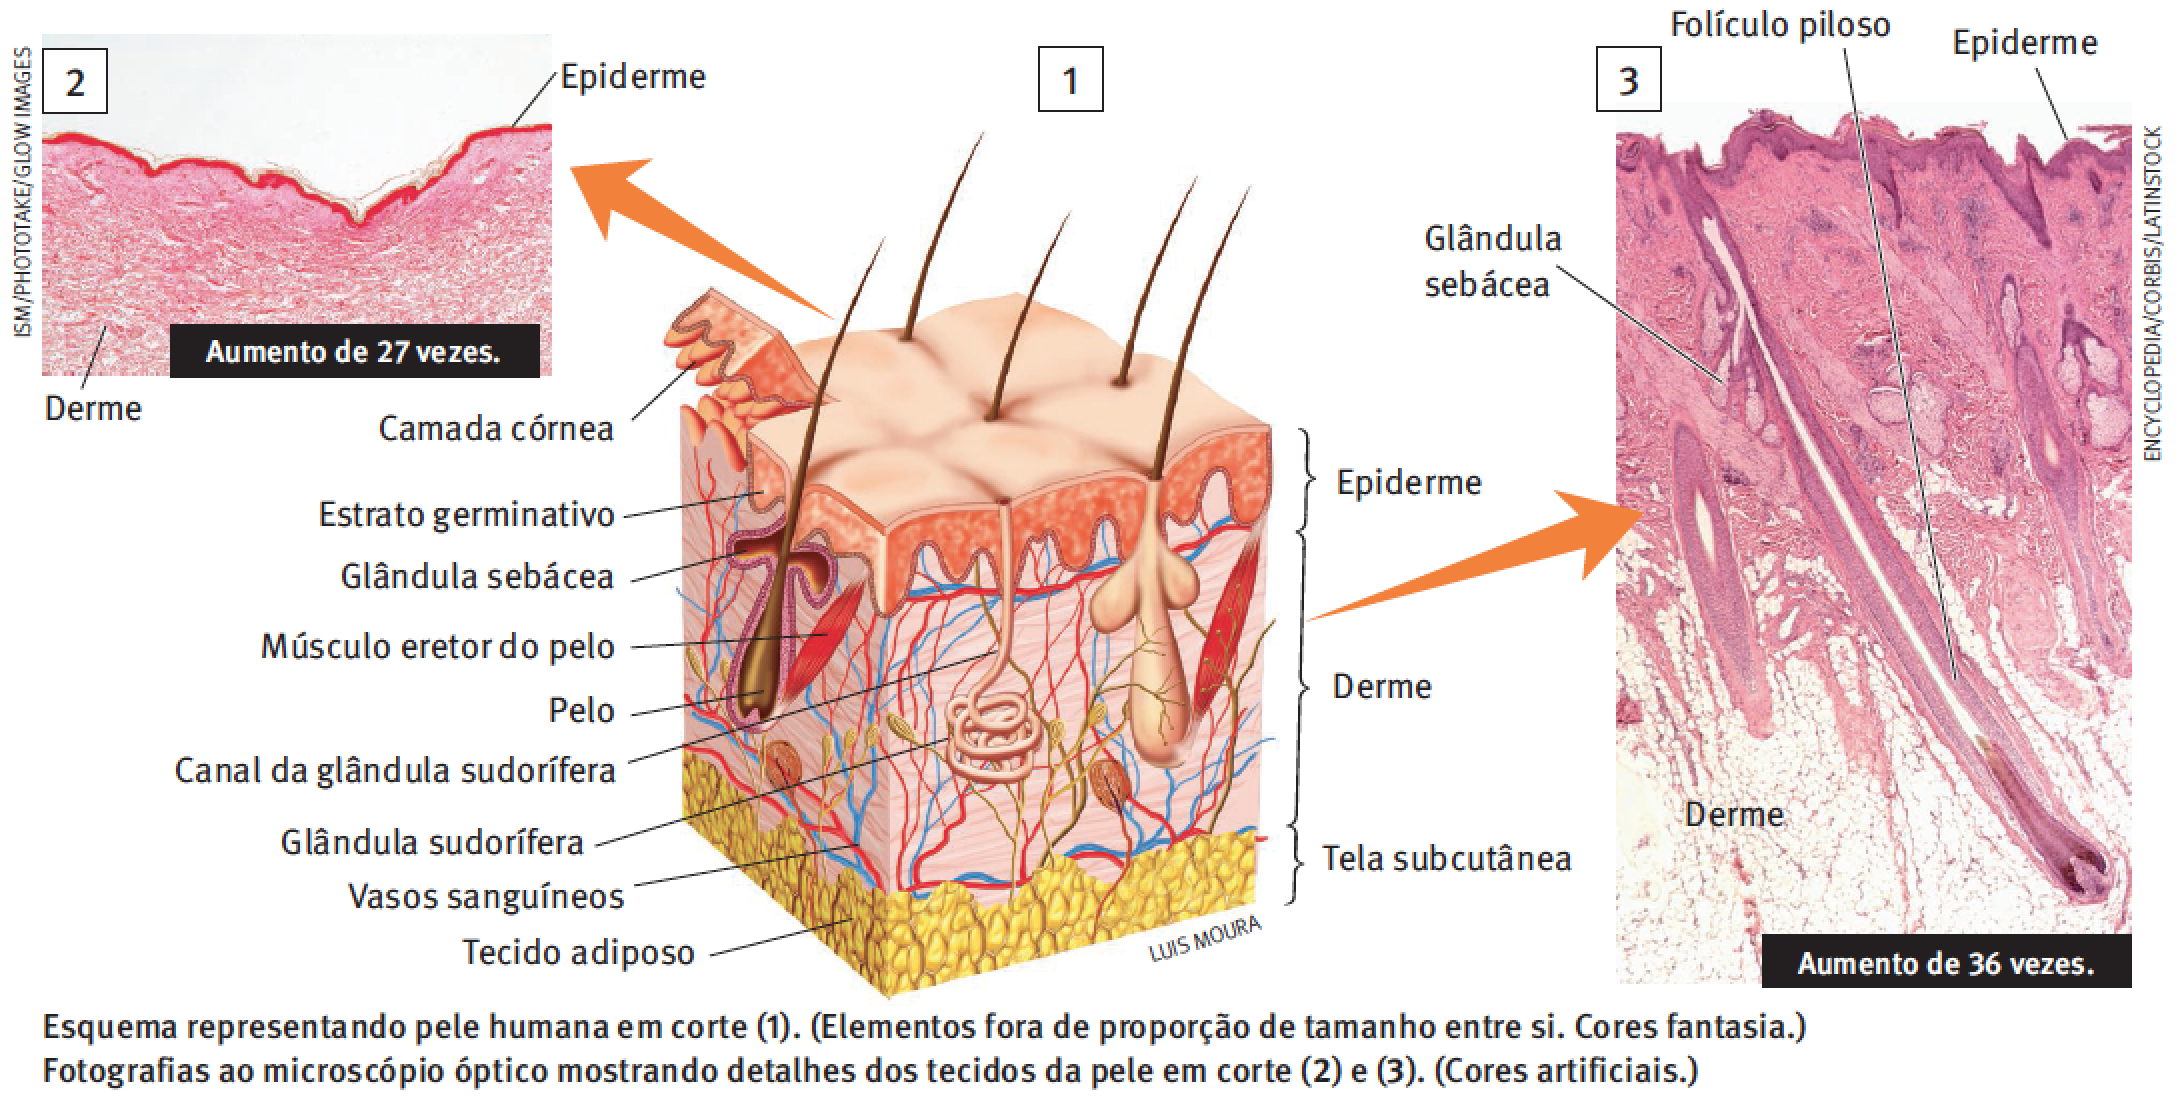 2
Epiderme
ISM/PHOTOTAKE/GLOW IMAGES
Aumento de 27 vezes.
Derme
1
Camada córnea
Estrato germinativo
Glândula sebácea
Músculo eretor do pelo
Pelo
Canal da glândula sudorífera
Glândula sudorífera
Vasos sanguíneos
Tecido adiposo
Epiderme
Derme
Tela subcutânea
LUIS MOURA
3
Folículo piloso
Epiderme
Glândula
sebácea
Derme
ENCYCLOPEDIA/CORBIS/LATINSTOCK
Aumento de 36 vezes.
Esquema representando pele humana em corte (1). (Elementos fora de proporção de tamanho entre si. Cores fantasia.)
Fotografias ao microscópio óptico mostrando detalhes dos tecidos da pele em corte (2) e (3). (Cores artificiais.)